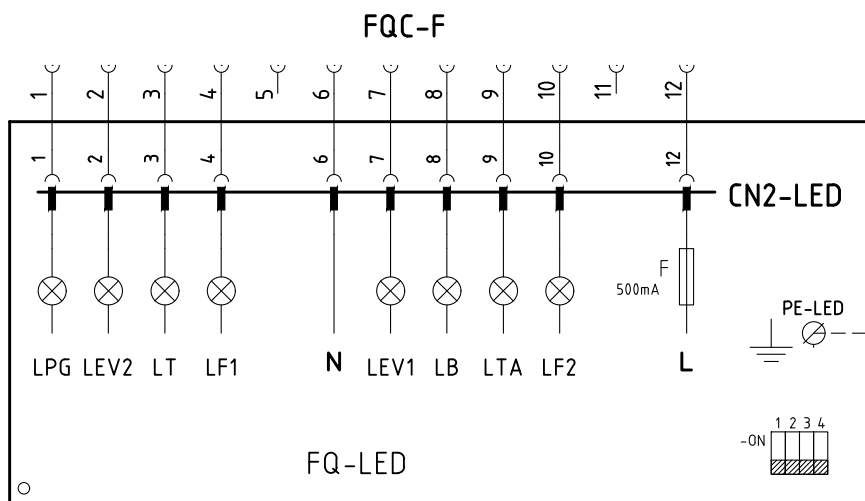 FQC-F
1 2 3 4 5 6 7 8 9 10 11 12
1 2 3 4 6 7 8 9 10 12
CN2-LED
F
500mA
PE-LED
LPG LEV2 LT LF1 N LEV1 LB LTA LF2 L
1 2 3 4
-ON
FQ-LED